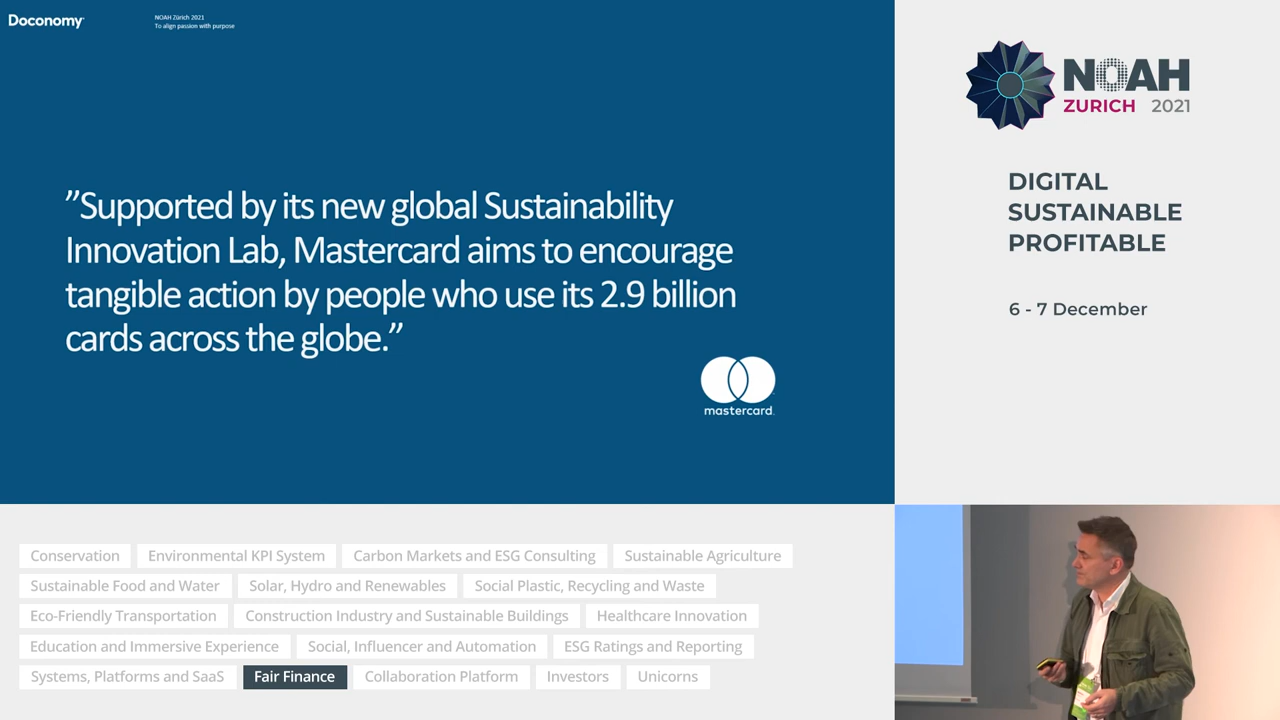 Doconomy
NOAH Zürich 2021
To align passion with purpose
”Supported by its new global Sustainability
Innovation Lab, Mastercard aims to encourage
tangible action by people who use its 2.9 billion
cards across the globe.”
mastercard.
NOAH
ZURICH 2021
DIGITAL
SUSTAINABLE
PROFITABLE
6 - 7 December
Conservation
Environmental KPI System
Carbon Markets and ESG Consulting
Sustainable Agriculture
Sustainable Food and Water
Solar, Hydro and Renewables
Social Plastic, Recycling and Waste
Eco-Friendly Transportation
Construction Industry and Sustainable Buildings
Healthcare Innovation
Education and Immersive Experience
Social, Influencer and Automation
ESG Ratings and Reporting
Systems, Platforms and SaaS
Fair Finance
Collaboration Platform
Investors
Unicorns